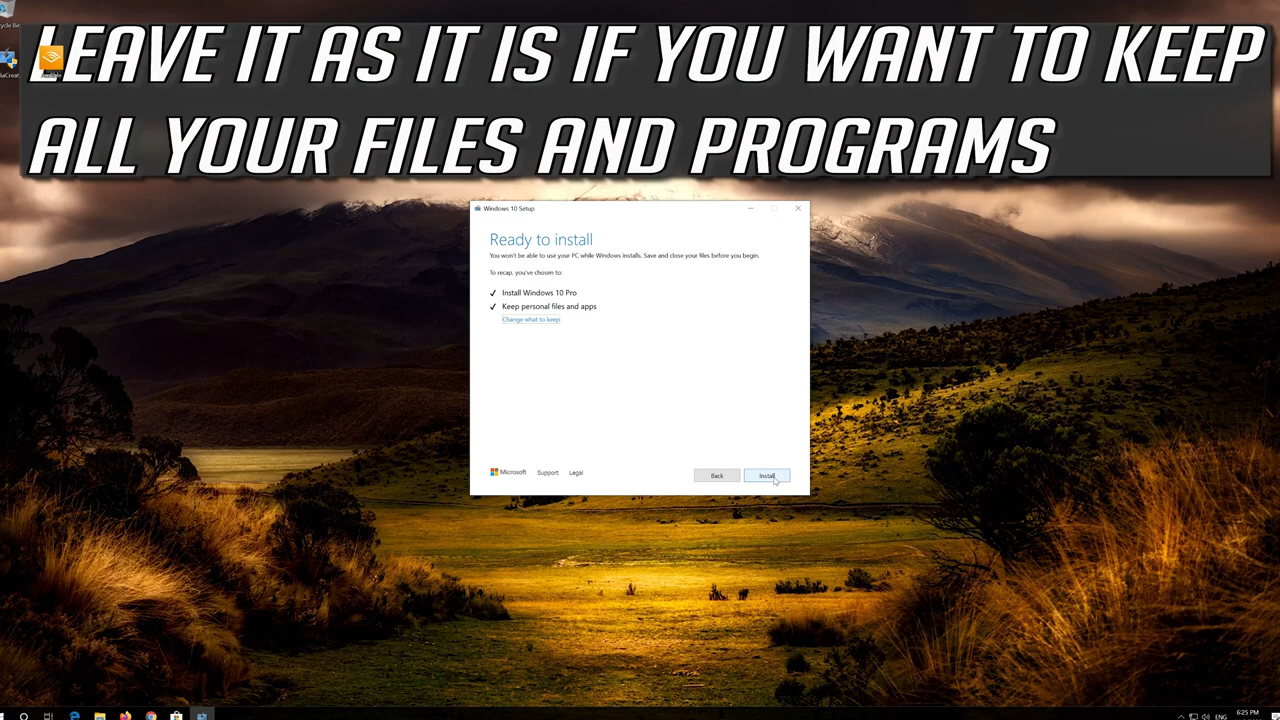 LEAVE IT AS IT IS IF YOU WANT TO KEEP
ALL YOUR FILES AND PROGRAMS
Windows 10 Setup
Ready to install
You won't be able to use your PC while Windows installs. Save and close your files before you begin.
To recap, you've chosen to:
✓ Install Windows 10 Pro
✓ Keep personal files and apps
Change what to keep
Microsoft Support Legal
Back Install
ENG
6:25 PM